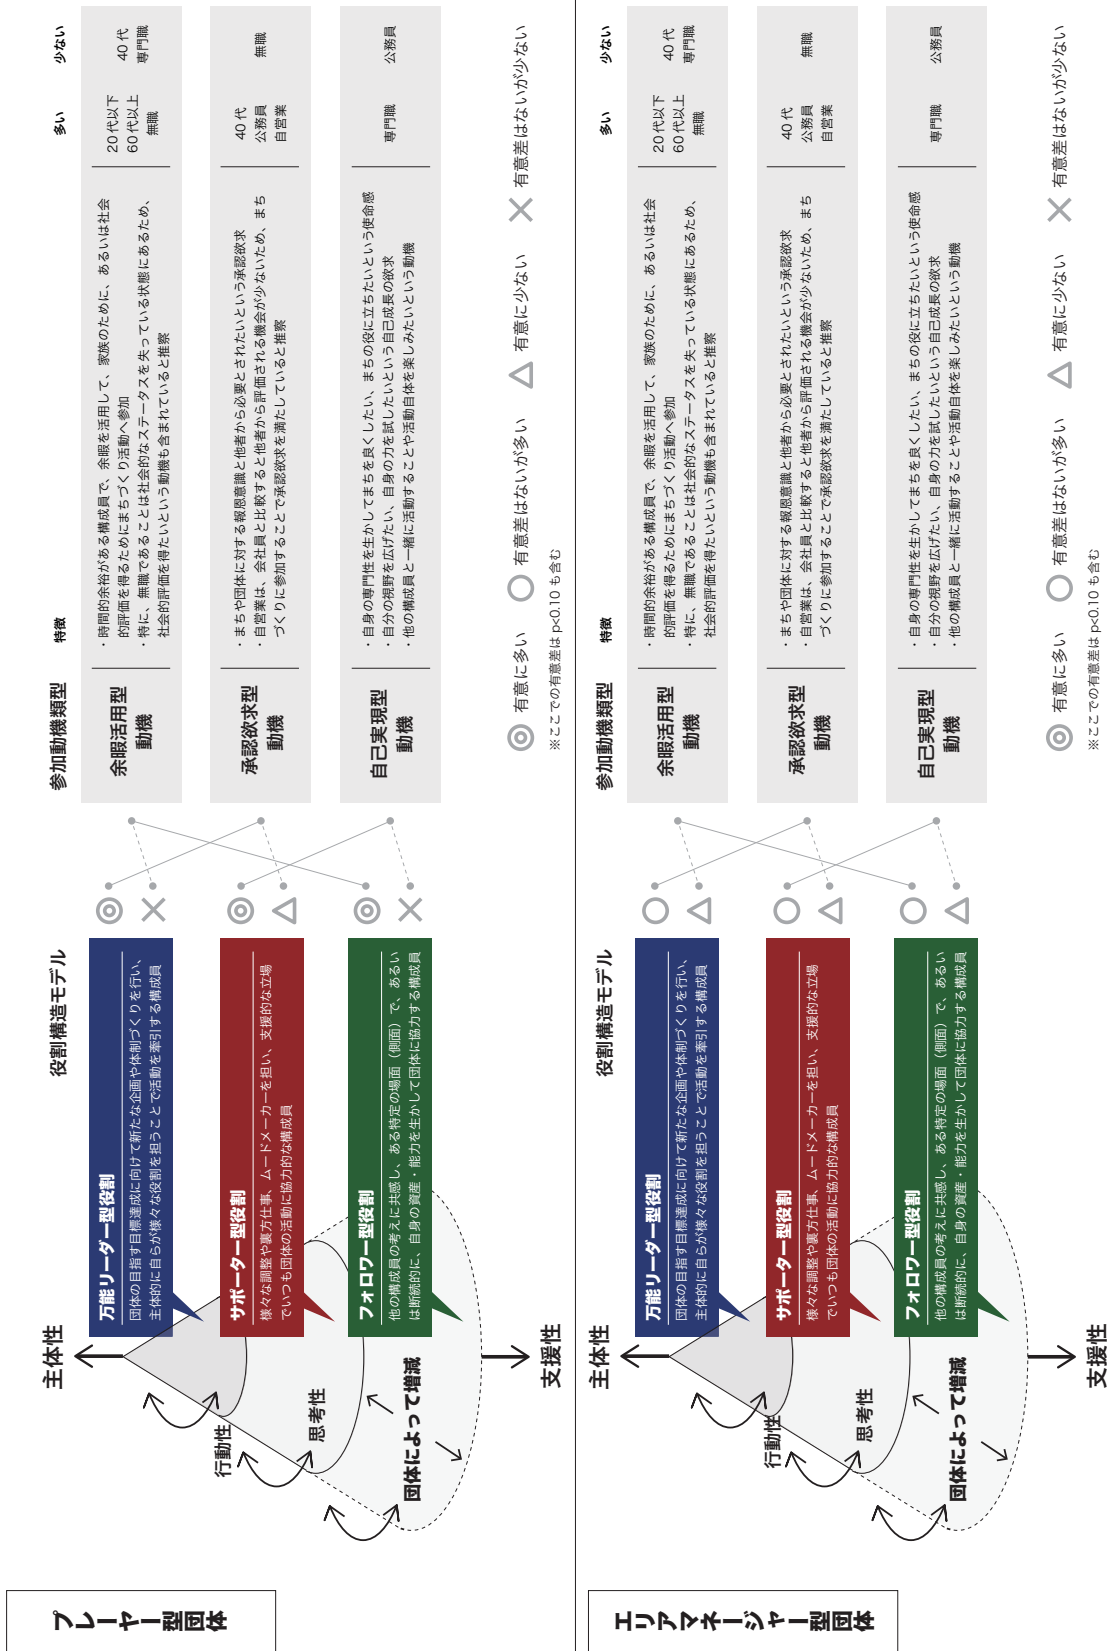 プレーヤー型団体
主体性
行動性
思考性
団体によって増減
支援性
役割構造モデル
万能リーダー型役割
団体の目指す目標達成に向けて新たな企画や体制づくりを行い、
主体的に自らが様々な役割を担うことで活動を牽引する構成員
サポーター型役割
様々な調整や裏方仕事、ムードメーカーを担い、支援的な立場
でいつも団体の活動に協力的な構成員
フォロワー型役割
他の構成員の考えに共感し、ある特定の場面（側面）で、あるい
は断続的に、自身の資産・能力を生かして団体に協力する構成員
参加動機類型
特徴
多い
少ない
余暇活用型
動機
・時間的余裕がある構成員で、余暇を活用して、家族のために、あるいは社会
的評価を得るためにまちづくり活動へ参加
・特に、無職であることは社会的なステータスを失っている状態にあるため、
社会的評価を得たいという動機も含まれていると推察
20代以下
60代以上
無職
40代
専門職
承認欲求型
動機
・まちや団体に対する報恩意識と他者から必要とされたいという承認欲求
・自営業は、会社員と比較すると他者から評価される機会が少ないため、まち
づくりに参加することで承認欲求を満たしていると推察
40代
公務員
自営業
無職
自己実現型
動機
・自身の専門性を生かしてまちを良くしたい、まちの役に立ちたいという使命感
・自分の視野を広げたい、自身の力を試したいという自己成長の欲求
・他の構成員と一緒に活動することや活動自体を楽しみたいという動機
専門職
公務員
◎ 有意に多い ○ 有意差はないが多い △ 有意に少ない × 有意差はないが少ない
※ここでの有意差は p<0.10 も含む
エリアマネージャー型団体
主体性
行動性
思考性
団体によって増減
支援性
役割構造モデル
万能リーダー型役割
団体の目指す目標達成に向けて新たな企画や体制づくりを行い、
主体的に自らが様々な役割を担うことで活動を牽引する構成員
サポーター型役割
様々な調整や裏方仕事、ムードメーカーを担い、支援的な立場
でいつも団体の活動に協力的な構成員
フォロワー型役割
他の構成員の考えに共感し、ある特定の場面（側面）で、あるい
は断続的に、自身の資産・能力を生かして団体に協力する構成員
参加動機類型
特徴
多い
少ない
余暇活用型
動機
・時間的余裕がある構成員で、余暇を活用して、家族のために、あるいは社会
的評価を得るためにまちづくり活動へ参加
・特に、無職であることは社会的なステータスを失っている状態にあるため、
社会的評価を得たいという動機も含まれていると推察
20代以下
60代以上
無職
40代
専門職
承認欲求型
動機
・まちや団体に対する報恩意識と他者から必要とされたいという承認欲求
・自営業は、会社員と比較すると他者から評価される機会が少ないため、まち
づくりに参加することで承認欲求を満たしていると推察
40代
公務員
自営業
無職
自己実現型
動機
・自身の専門性を生かしてまちを良くしたい、まちの役に立ちたいという使命感
・自分の視野を広げたい、自身の力を試したいという自己成長の欲求
・他の構成員と一緒に活動することや活動自体を楽しみたいという動機
専門職
公務員
◎ 有意に多い ○ 有意差はないが多い △ 有意に少ない × 有意差はないが少ない
※ここでの有意差は p<0.10 も含む